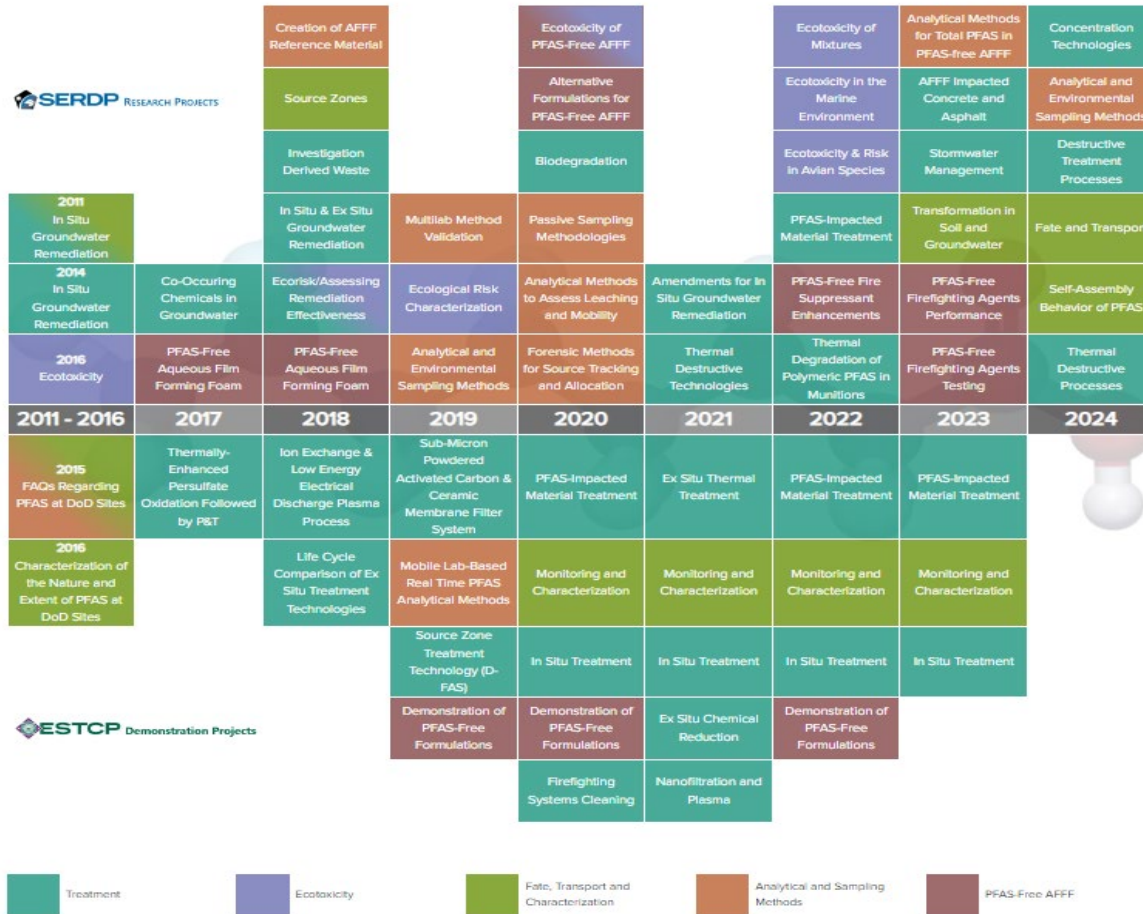 Creation of AFFF
Reference Material
Ecotoxicity of
PFAS-Free AFFF
Ecotoxicity of
Mixtures
Analytical Methods
for Total PFAS in
PFAS-free AFFF
Concentration
Technologies
SERDP RESEARCH PROJECTS
Source Zones
Alternative
Formulations for
PFAS-Free AFFF
Ecotoxicity in the
Marine
Environment
AFFF Impacted
Concrete and
Asphalt
Analytical and
Environmental
Sampling Methods
Investigation
Derived Waste
Biodegradation
Ecotoxicity & Risk
in Avian Species
Stormwater
Management
Destructive
Treatment
Processes
2011
In Situ
Groundwater
Remediation
In Situ & Ex Situ
Groundwater
Remediation
Multilab Method
Validation
Passive Sampling
Methodologies
PFAS-Impacted
Material Treatment
Transformation in
Soil and
Groundwater
Fate and Transport
2014
In Situ
Groundwater
Remediation
Co-Occuring
Chemicals in
Groundwater
Ecorisk/Assessing
Remediation
Effectiveness
Ecological Risk
Characterization
Analytical Methods
to Assess Leaching
and Mobility
Amendments for In
Situ Groundwater
Remediation
PFAS-Free Fire
Suppressant
Enhancements
PFAS-Free
Firefighting Agents
Performance
Self-Assembly
Behavior of PFAS
2016
Ecotoxicity
PFAS-Free
Aqueous Film
Forming Foam
PFAS-Free
Aqueous Film
Forming Foam
Analytical and
Environmental
Sampling Methods
Forensic Methods
for Source Tracking
and Allocation
Thermal
Destructive
Technologies
Thermal
Degradation of
Polymeric PFAS in
Munitions
PFAS-Free
Firefighting Agents
Testing
Thermal
Destructive
Processes
2011 - 2016 2017 2018 2019 2020 2021 2022 2023 2024
2015
FAQs Regarding
PFAS at DoD Sites
Thermally-
Enhanced
Persulfate
Oxidation Followed
by P&T
Ion Exchange &
Low Energy
Electrical
Discharge Plasma
Process
Sub-Micron
Powdered
Activated Carbon &
Ceramic
Membrane Filter
System
PFAS-Impacted
Material Treatment
Ex Situ Thermal
Treatment
PFAS-Impacted
Material Treatment
PFAS-Impacted
Material Treatment
2016
Characterization of
the Nature and
Extent of PFAS at
DoD Sites
Life Cycle
Comparison of Ex
Situ Treatment
Technologies
Mobile Lab-Based
Real Time PFAS
Analytical Methods
Monitoring and
Characterization
Monitoring and
Characterization
Monitoring and
Characterization
Monitoring and
Characterization
Source Zone
Treatment
Technology (D-
FAS)
In Situ Treatment
In Situ Treatment
In Situ Treatment
In Situ Treatment
ESTCP Demonstration Projects
Demonstration of
PFAS-Free
Formulations
Demonstration of
PFAS-Free
Formulations
Ex Situ Chemical
Reduction
Demonstration of
PFAS-Free
Formulations
Firefighting
Systems Cleaning
Nanofiltration and
Plasma
Treatment
Ecotoxicity
Fate, Transport and
Characterization
Analytical and Sampling
Methods
PFAS-Free AFFF